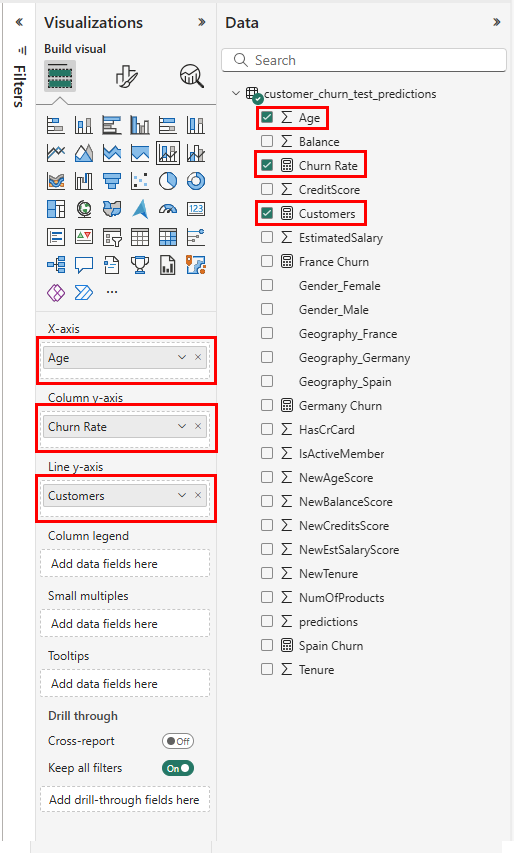 Filters
Visualizations
Build visual
123
X-axis
Age
Column y-axis
Churn Rate
Line y-axis
Customers
Column legend
Add data fields here
Small multiples
Add data fields here
Tooltips
Add data fields here
Drill through
Cross-report
Off
Keep all filters
On
Add drill-through fields here
Data
Search
customer_churn_test_predictions
Age
Balance
Churn Rate
CreditScore
Customers
EstimatedSalary
France Churn
Gender_Female
Gender_Male
Geography_France
Geography_Germany
Geography_Spain
Germany Churn
HasCrCard
IsActiveMember
NewAgeScore
NewBalanceScore
NewCreditsScore
NewEstSalaryScore
NewTenure
NumOfProducts
predictions
Spain Churn
Tenure